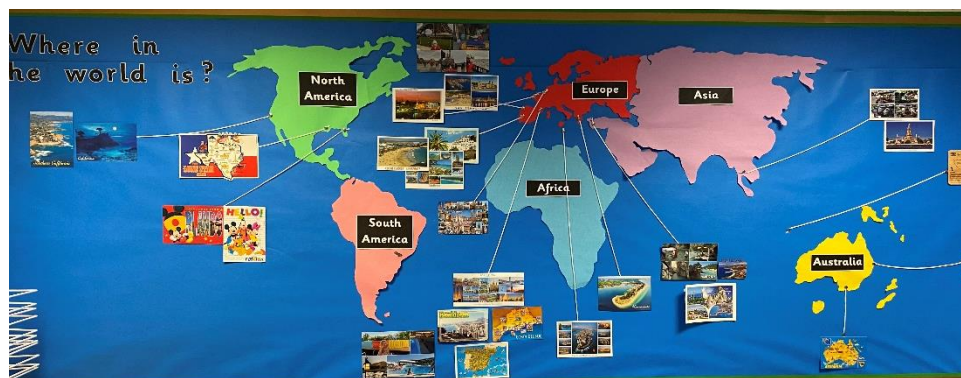 Where in
he world is?
North
America
Europe
Asia
Africa
South
America
Australia
HELLO!